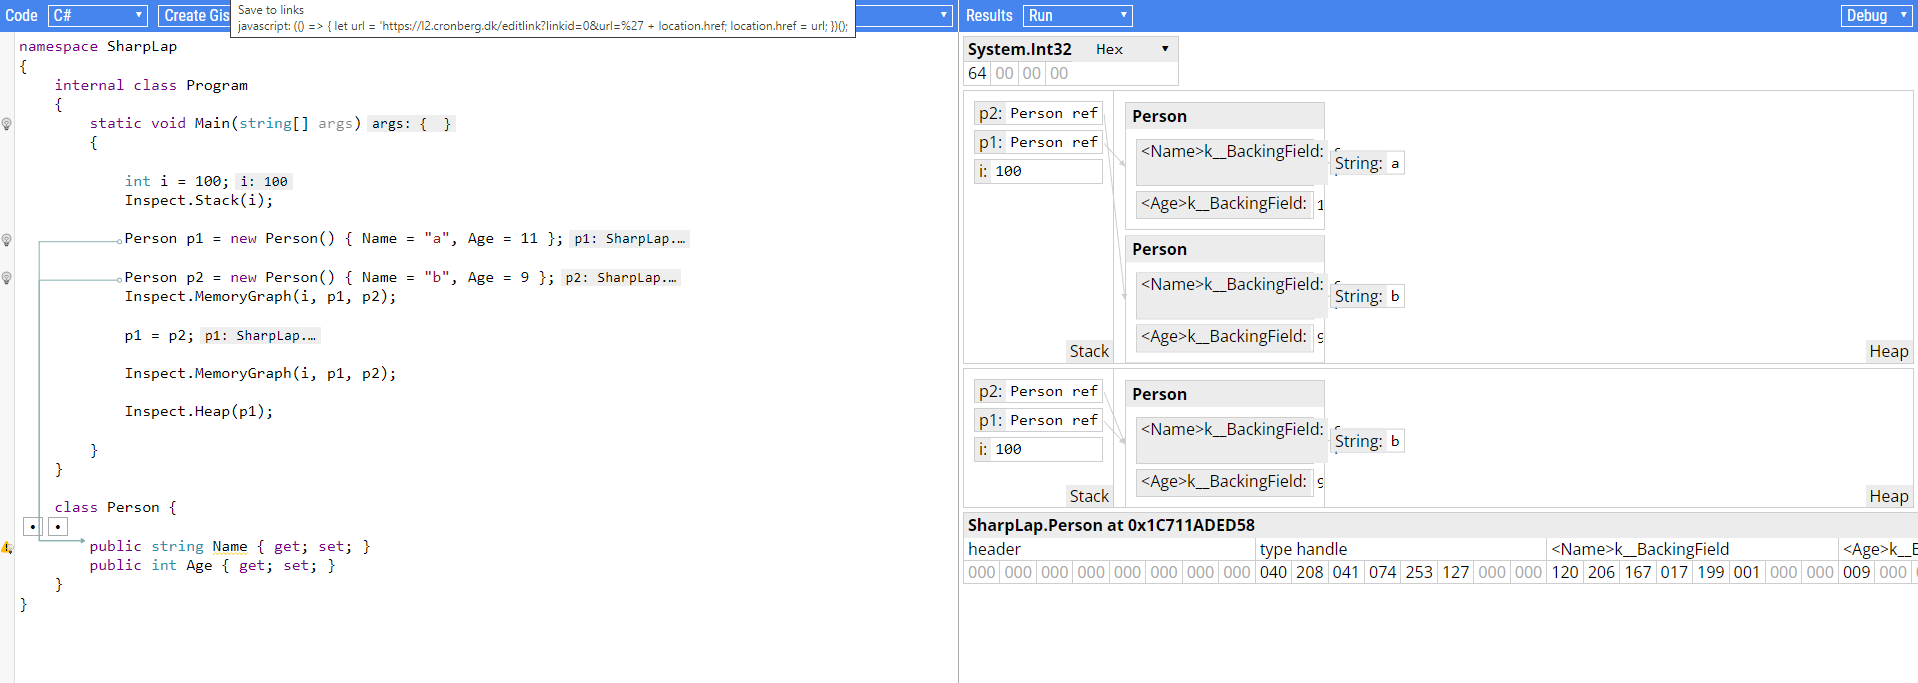 Code C# Create Gis
Save to links
javascript: (() => { let url = 'https://l2.cronberg.dk/editlink?linkid=0&url=%27 + location.href; location.href = url; })();
namespace SharpLap
{
internal class Program
{
static void Main(string[] args) args: { }
{
int i = 100; i: 100
Inspect.Stack(i);
Person p1 = new Person() { Name = "a", Age = 11 }; p1: SharpLap.…
Person p2 = new Person() { Name = "b", Age = 9 }; p2: SharpLap.…
Inspect.MemoryGraph(i, p1, p2);
p1 = p2; p1: SharpLap.…
Inspect.MemoryGraph(i, p1, p2);
Inspect.Heap(p1);
}
}
class Person {
public string Name { get; set; }
public int Age { get; set; }
}
}
Results Run Debug
System.Int32 Hex
64 00 00 00
p2: Person ref
p1: Person ref
i: 100
Stack
Person
<Name>k__BackingField:
String: a
<Age>k__BackingField: 1
Person
<Name>k__BackingField:
String: b
<Age>k__BackingField: 9
Heap
p2: Person ref
p1: Person ref
i: 100
Stack
Person
<Name>k__BackingField:
String: b
<Age>k__BackingField: 9
Heap
SharpLap.Person at 0x1C711ADED58
header type handle <Name>k__BackingField <Age>k__B
000 000 000 000 000 000 000 000 040 208 041 074 253 127 000 000 120 206 167 017 199 001 000 000 009 000